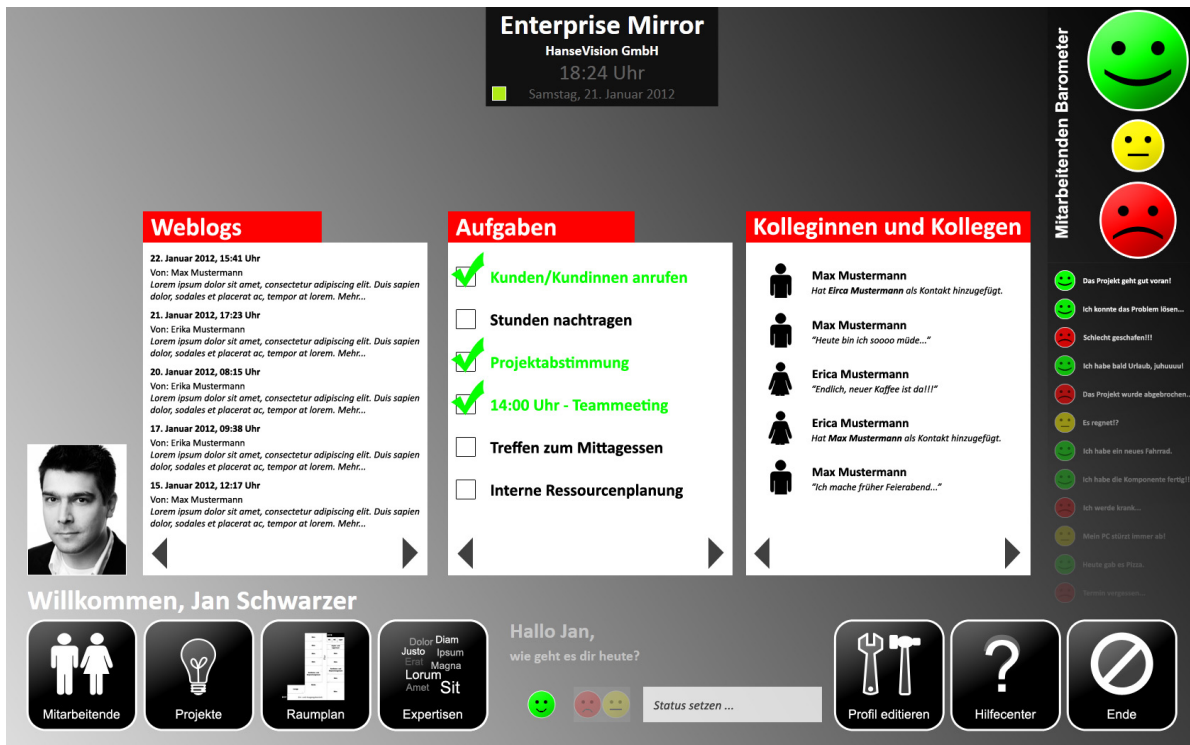 Enterprise Mirror
HanseVision GmbH
18:24 Uhr
Samstag, 21. Januar 2012
Mitarbeitenden Barometer
Das Projekt geht gut voran!
Ich konnte das Problem lösen...
Schlecht geschafen!!!
Ich habe bald Urlaub, juhuuuu!
Das Projekt wurde abgebrochen...
Es regnet!?
Ich habe ein neues Fahrrad.
Ich habe die Komponente fertig!!
Ich werde krank...
Mein PC stürzt immer ab!
Heute gab es Pizza.
Termin vergessen...
Weblogs
22. Januar 2012, 15:41 Uhr
Von: Max Mustermann
Lorem ipsum dolor sit amet, consectetur adipiscing elit. Duis sapien
dolor, sodales et placerat ac, tempor at lorem. Mehr...
21. Januar 2012, 17:23 Uhr
Von: Erika Mustermann
Lorem ipsum dolor sit amet, consectetur adipiscing elit. Duis sapien
dolor, sodales et placerat ac, tempor at lorem. Mehr...
20. Januar 2012, 08:15 Uhr
Von: Erika Mustermann
Lorem ipsum dolor sit amet, consectetur adipiscing elit. Duis sapien
dolor, sodales et placerat ac, tempor at lorem. Mehr...
17. Januar 2012, 09:38 Uhr
Von: Erika Mustermann
Lorem ipsum dolor sit amet, consectetur adipiscing elit. Duis sapien
dolor, sodales et placerat ac, tempor at lorem. Mehr...
15. Januar 2012, 12:17 Uhr
Von: Max Mustermann
Lorem ipsum dolor sit amet, consectetur adipiscing elit. Duis sapien
dolor, sodales et placerat ac, tempor at lorem. Mehr...
Aufgaben
Kunden/Kundinnen anrufen
Stunden nachtragen
Projektabstimmung
14:00 Uhr - Teammeeting
Treffen zum Mittagessen
Interne Ressourcenplanung
Kolleginnen und Kollegen
Max Mustermann
Hat Eirca Mustermann als Kontakt hinzugefügt.
Max Mustermann
"Heute bin ich soooo müde..."
Erica Mustermann
"Endlich, neuer Kaffee ist da!!!"
Erica Mustermann
Hat Max Mustermann als Kontakt hinzugefügt.
Max Mustermann
"Ich mache früher Feierabend..."
Willkommen, Jan Schwarzer
Mitarbeitende
Projekte
Raumplan
Dolor Diam
Justo Ipsum
Erat Magna
Lorum
Amet Sit
Expertisen
Hallo Jan,
wie geht es dir heute?
Status setzen ...
Profil editieren
?
Hilfecenter
Ende